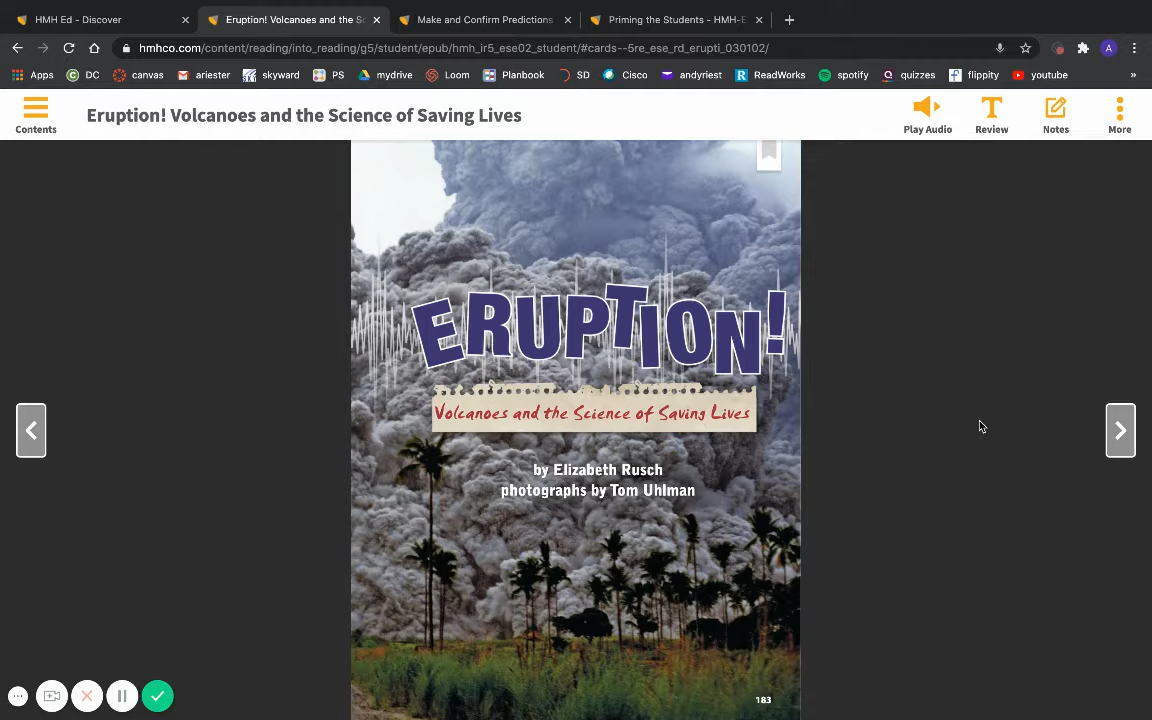 HMH Ed - Discover
Eruption! Volcanoes and the Sc
Make and Confirm Predictions
Priming the Students - HMH-E
hmhco.com/content/reading/into_reading/g5/student/epub/hmh_ir5_ese02_student/#cards--5re_ese_rd_erupti_030102/
A
Apps DC canvas ariester skyward PS mydrive Loom Planbook SD Cisco andyriest ReadWorks spotify quizzes flippity youtube »
Contents
Eruption! Volcanoes and the Science of Saving Lives
Play Audio
Review
Notes
More
ERUPTION!
Volcanoes and the Science of Saving Lives
by Elizabeth Rusch
photographs by Tom Uhlman
183